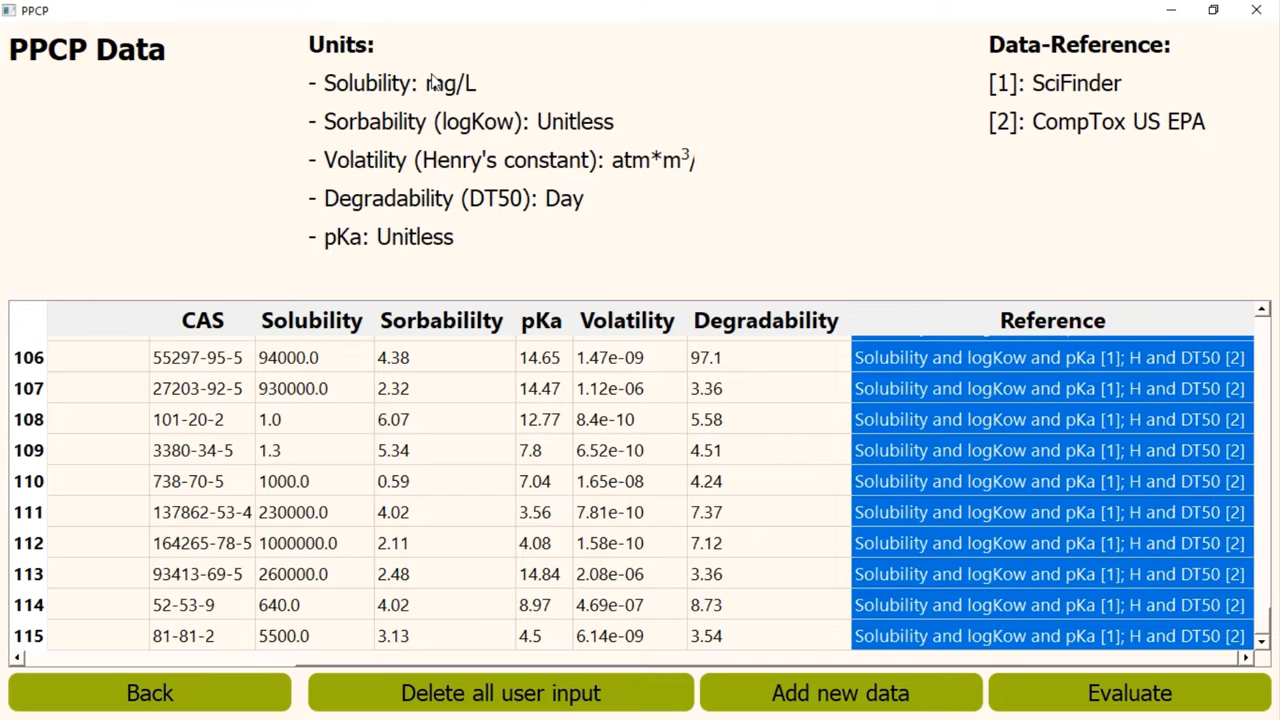 PPCP
PPCP Data
Units:
- Solubility: mg/L
- Sorbability (logKow): Unitless
- Volatility (Henry's constant): atm*m³/
- Degradability (DT50): Day
- pKa: Unitless
Data-Reference:
[1]: SciFinder
[2]: CompTox US EPA
CAS Solubility Sorbabililty pKa Volatility Degradability Reference
106 55297-95-5 94000.0 4.38 14.65 1.47e-09 97.1 Solubility and logKow and pKa [1]; H and DT50 [2]
107 27203-92-5 930000.0 2.32 14.47 1.12e-06 3.36 Solubility and logKow and pKa [1]; H and DT50 [2]
108 101-20-2 1.0 6.07 12.77 8.4e-10 5.58 Solubility and logKow and pKa [1]; H and DT50 [2]
109 3380-34-5 1.3 5.34 7.8 6.52e-10 4.51 Solubility and logKow and pKa [1]; H and DT50 [2]
110 738-70-5 1000.0 0.59 7.04 1.65e-08 4.24 Solubility and logKow and pKa [1]; H and DT50 [2]
111 137862-53-4 230000.0 4.02 3.56 7.81e-10 7.37 Solubility and logKow and pKa [1]; H and DT50 [2]
112 164265-78-5 1000000.0 2.11 4.08 1.58e-10 7.12 Solubility and logKow and pKa [1]; H and DT50 [2]
113 93413-69-5 260000.0 2.48 14.84 2.08e-06 3.36 Solubility and logKow and pKa [1]; H and DT50 [2]
114 52-53-9 640.0 4.02 8.97 4.69e-07 8.73 Solubility and logKow and pKa [1]; H and DT50 [2]
115 81-81-2 5500.0 3.13 4.5 6.14e-09 3.54 Solubility and logKow and pKa [1]; H and DT50 [2]
Back Delete all user input Add new data Evaluate